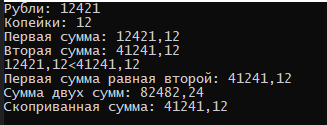 Рубли: 12421
Копейки: 12
Первая сумма: 12421,12
Вторая сумма: 41241,12
12421,12<41241,12
Первая сумма равная второй: 41241,12
Сумма двух сумм: 82482,24
Скоприванная сумма: 41241,12